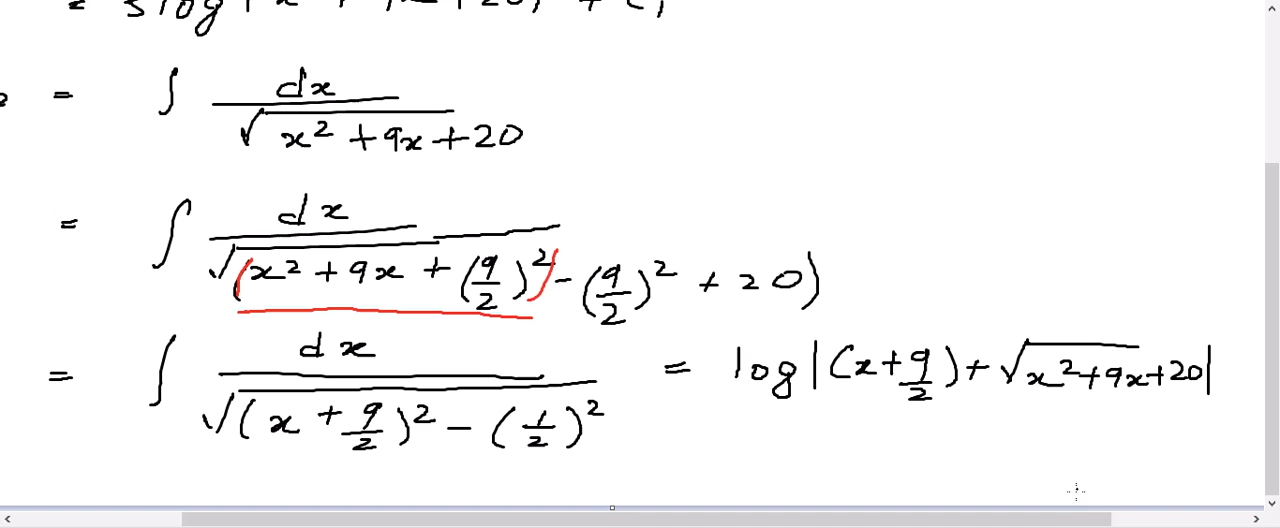 = ∫ dx / √(x² + 9x + 20)
= ∫ dx / √((x² + 9x + (9/2)²) - (9/2)² + 20)
= ∫ dx / √((x + 9/2)² - (1/2)²) = log|(x + 9/2) + √(x² + 9x + 20)|